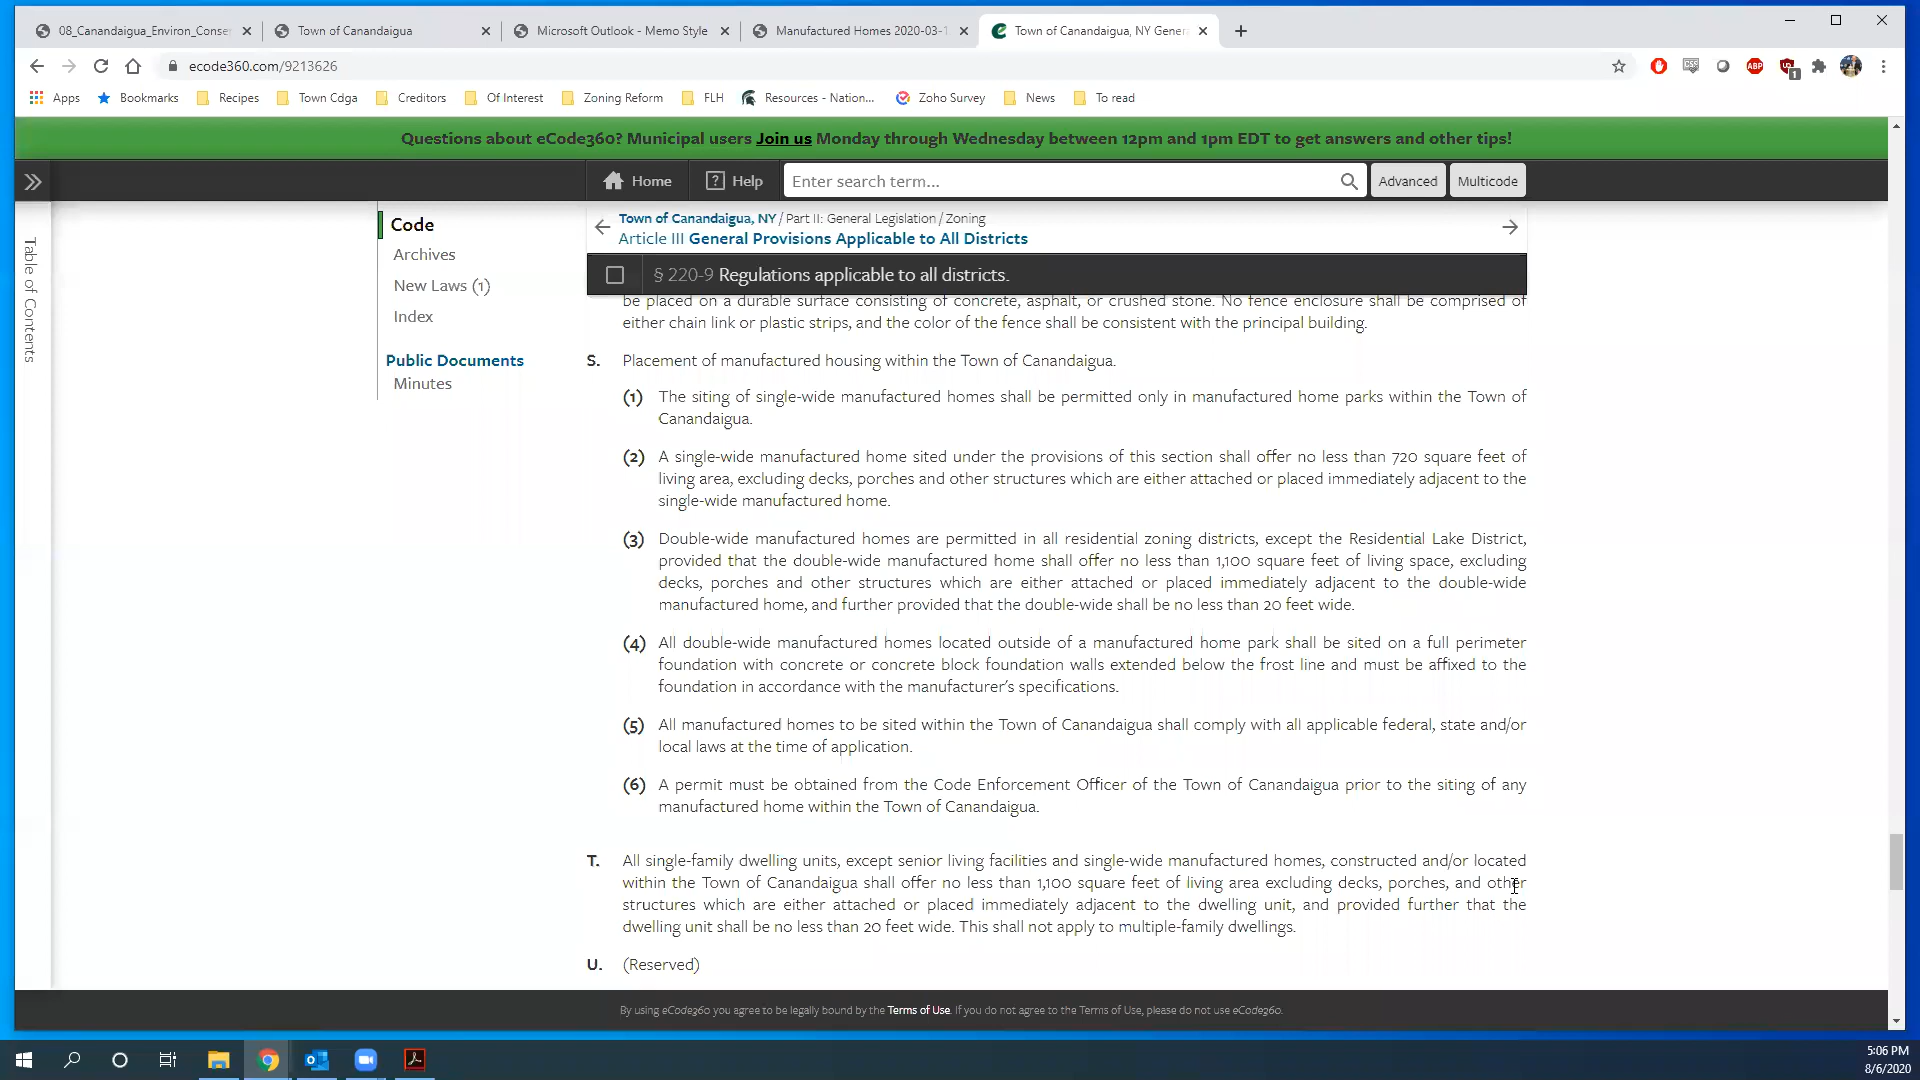 08_Canandaigua_Environ_Conse
Town of Canandaigua
Microsoft Outlook - Memo Style
Manufactured Homes 2020-03-1
Town of Canandaigua, NY Gener
ecode360.com/9213626
Apps
Bookmarks
Recipes
Town Cdga
Creditors
Of Interest
Zoning Reform
FLH
Resources - Nation...
Zoho Survey
News
To read
Questions about eCode360? Municipal users Join us Monday through Wednesday between 12pm and 1pm EDT to get answers and other tips!
Home
Help
Enter search term...
Advanced
Multicode
Table of Contents
Code
Archives
New Laws (1)
Index
Public Documents
Minutes
Town of Canandaigua, NY / Part II: General Legislation / Zoning
Article III General Provisions Applicable to All Districts
§ 220-9 Regulations applicable to all districts.
be placed on a durable surface consisting of concrete, asphalt, or crushed stone. No fence enclosure shall be comprised of
either chain link or plastic strips, and the color of the fence shall be consistent with the principal building.
S. Placement of manufactured housing within the Town of Canandaigua.
(1) The siting of single-wide manufactured homes shall be permitted only in manufactured home parks within the Town of
Canandaigua.
(2) A single-wide manufactured home sited under the provisions of this section shall offer no less than 720 square feet of
living area, excluding decks, porches and other structures which are either attached or placed immediately adjacent to the
single-wide manufactured home.
(3) Double-wide manufactured homes are permitted in all residential zoning districts, except the Residential Lake District,
provided that the double-wide manufactured home shall offer no less than 1,100 square feet of living space, excluding
decks, porches and other structures which are either attached or placed immediately adjacent to the double-wide
manufactured home, and further provided that the double-wide shall be no less than 20 feet wide.
(4) All double-wide manufactured homes located outside of a manufactured home park shall be sited on a full perimeter
foundation with concrete or concrete block foundation walls extended below the frost line and must be affixed to the
foundation in accordance with the manufacturer's specifications.
(5) All manufactured homes to be sited within the Town of Canandaigua shall comply with all applicable federal, state and/or
local laws at the time of application.
(6) A permit must be obtained from the Code Enforcement Officer of the Town of Canandaigua prior to the siting of any
manufactured home within the Town of Canandaigua.
T. All single-family dwelling units, except senior living facilities and single-wide manufactured homes, constructed and/or located
within the Town of Canandaigua shall offer no less than 1,100 square feet of living area excluding decks, porches, and other
structures which are either attached or placed immediately adjacent to the dwelling unit, and provided further that the
dwelling unit shall be no less than 20 feet wide. This shall not apply to multiple-family dwellings.
U. (Reserved)
By using eCode360 you agree to be legally bound by the Terms of Use. If you do not agree to the Terms of Use, please do not use eCode360.
5:06 PM
8/6/2020